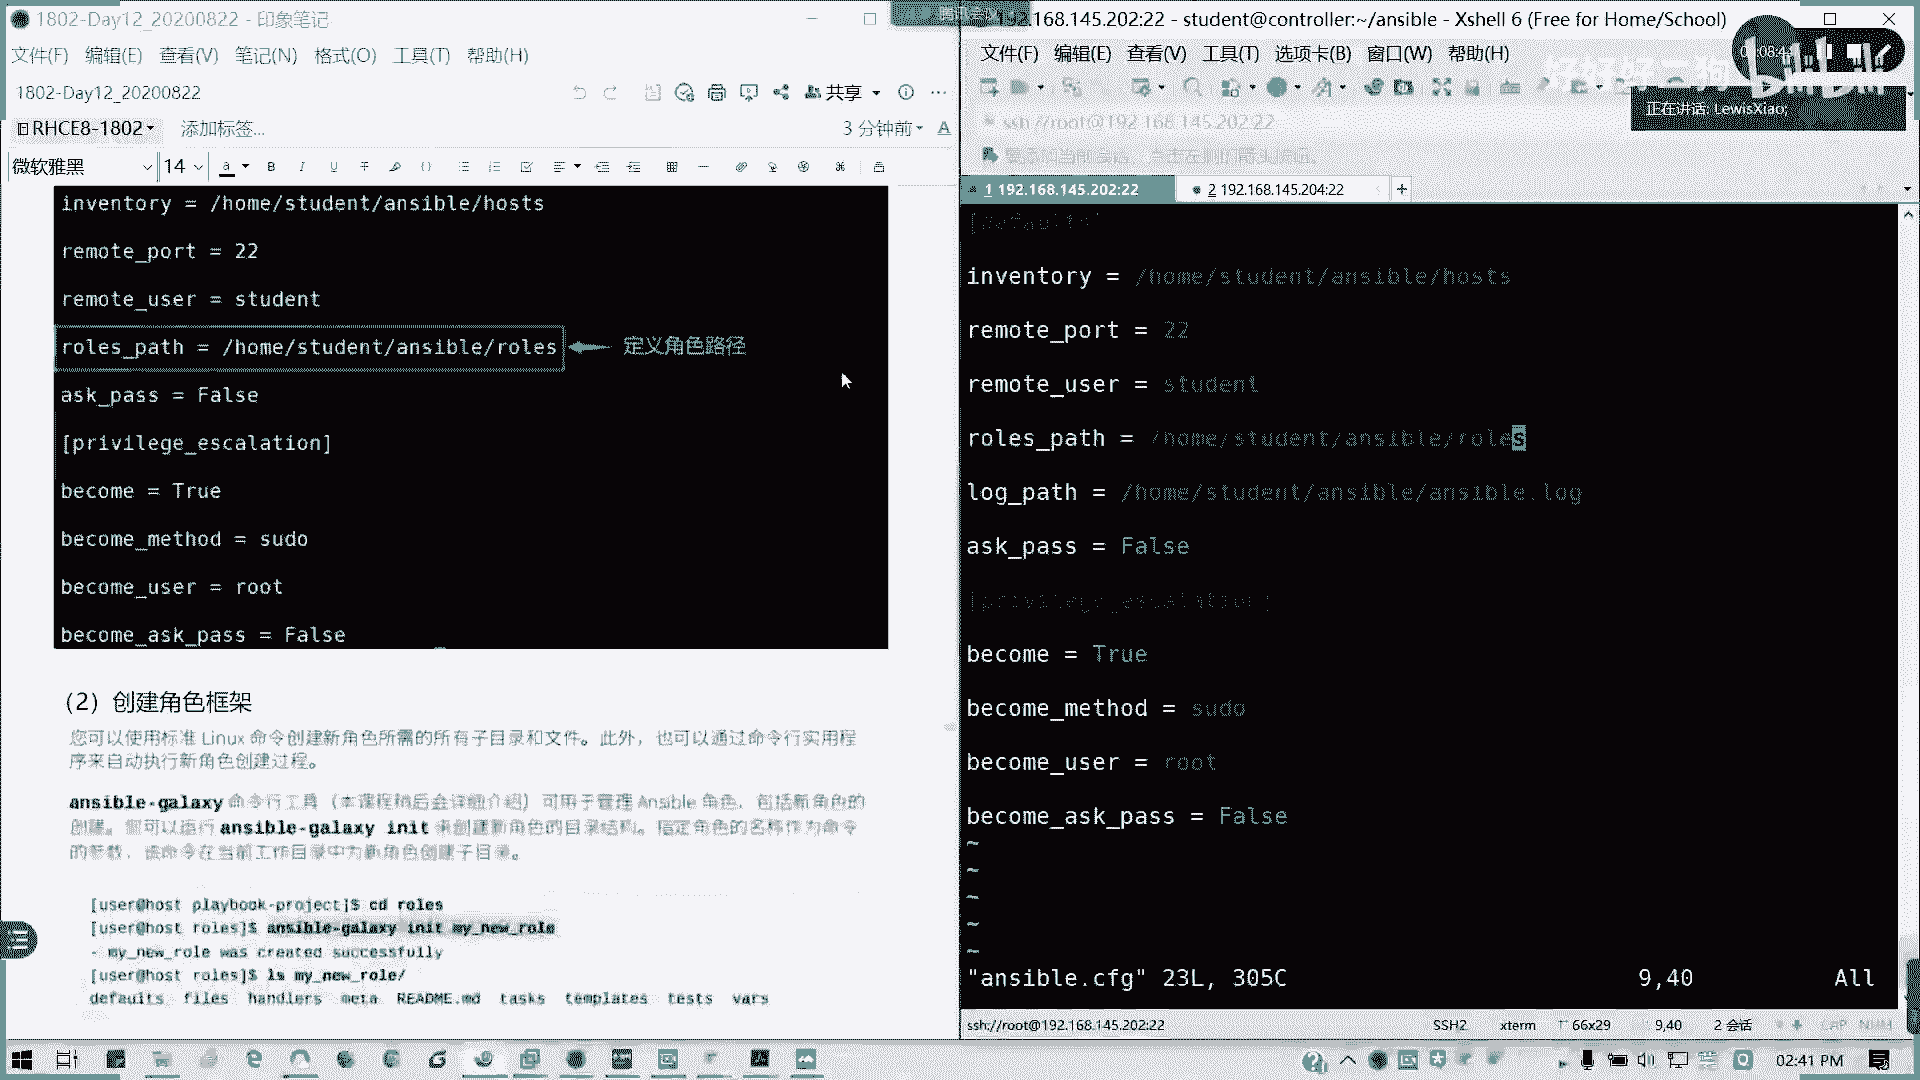 1802-Day12_20200822 - 印象笔记
文件(F) 编辑(E) 查看(V) 笔记(N) 格式(O) 工具(T) 帮助(H)
1802-Day12_20200822
共享
RHCE8-1802 添加标签...
3 分钟前
微软雅黑 14
inventory = /home/student/ansible/hosts
remote_port = 22
remote_user = student
roles_path = /home/student/ansible/roles 定义角色路径
ask_pass = False
[privilege_escalation]
become = True
become_method = sudo
become_user = root
become_ask_pass = False
（2）创建角色框架
您可以使用标准 Linux 命令创建新角色所需的所有子目录和文件。此外，也可以通过命令行实用程
序来自动执行新角色创建过程。
ansible-galaxy 命令行工具（本课程稍后会详细介绍）可用于管理 Ansible 角色，包括新角色的
创建。您可以运行 ansible-galaxy init 来创建新角色的目录结构。指定角色的名称作为命令
的参数，该命令在当前工作目录中为新角色创建子目录。
[user@host playbook-project]$ cd roles
[user@host roles]$ ansible-galaxy init my_new_role
- my_new_role was created successfully
[user@host roles]$ ls my_new_role/
defaults files handlers meta README.md tasks templates tests vars
192.168.145.202:22 - student@controller:~/ansible - Xshell 6 (Free for Home/School)
文件(F) 编辑(E) 查看(V) 工具(T) 选项卡(B) 窗口(W) 帮助(H)
正在讲话: LewisXiao;
ssh://root@192.168.145.202:22
要添加当前会话，点击左侧的箭头按钮。
1 192.168.145.202:22
2 192.168.145.204:22
[defaults]
inventory = /home/student/ansible/hosts
remote_port = 22
remote_user = student
roles_path = /home/student/ansible/roles
log_path = /home/student/ansible/ansible.log
ask_pass = False
[privilege_escalation]
become = True
become_method = sudo
become_user = root
become_ask_pass = False
~
~
~
~
~
"ansible.cfg" 23L, 305C 9,40 All
ssh://root@192.168.145.202:22 SSH2 xterm 66x29 9,40 2 会话 CAP NUM
02:41 PM